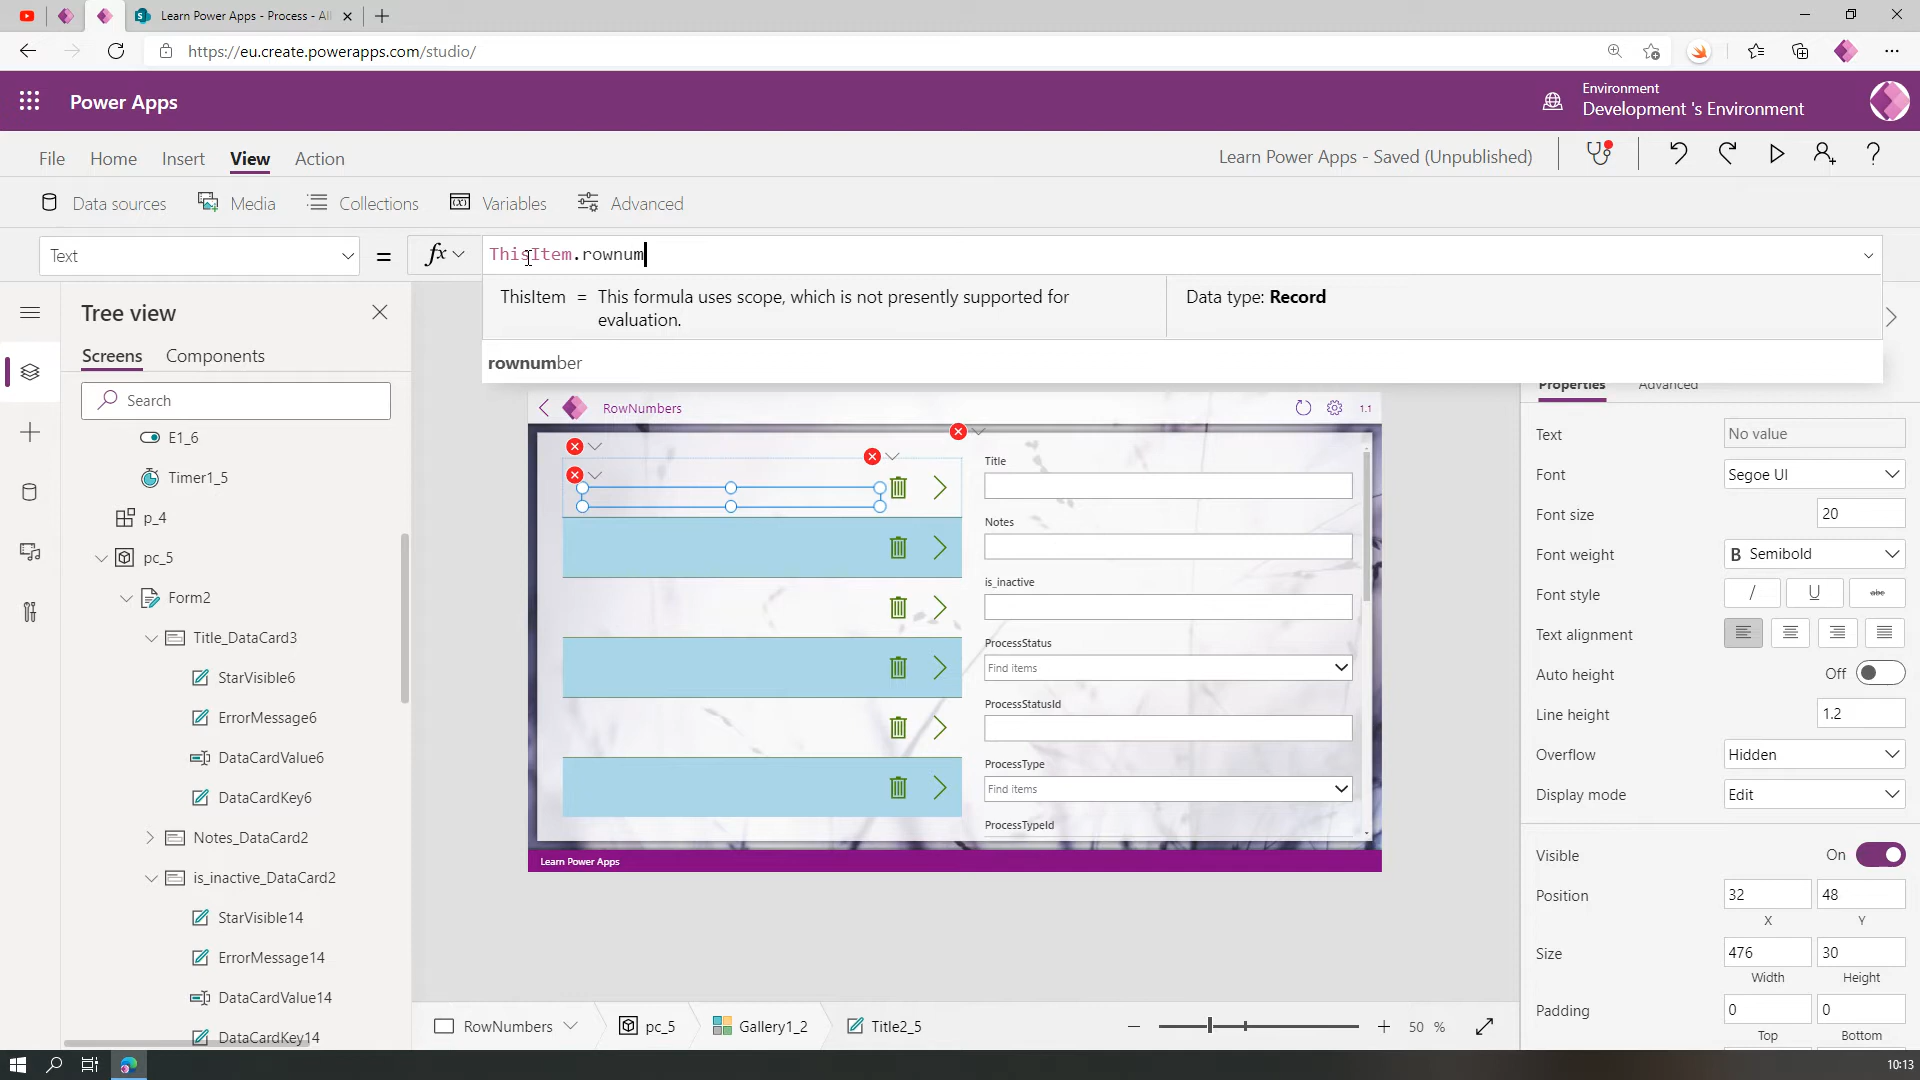 Learn Power Apps - Process - All
https://eu.create.powerapps.com/studio/
Power Apps
Environment
Development 's Environment
File
Home
Insert
View
Action
Learn Power Apps - Saved (Unpublished)
Data sources
Media
Collections
Variables
Advanced
Text
=
fx
ThisItem.rownum
ThisItem = This formula uses scope, which is not presently supported for
evaluation.
Data type: Record
rownumber
Tree view
Screens
Components
Search
E1_6
Timer1_5
p_4
pc_5
Form2
Title_DataCard3
StarVisible6
ErrorMessage6
DataCardValue6
DataCardKey6
Notes_DataCard2
is_inactive_DataCard2
StarVisible14
ErrorMessage14
DataCardValue14
DataCardKey14
RowNumbers
1.1
Title
Notes
is_inactive
ProcessStatus
Find items
ProcessStatusId
ProcessType
Find items
ProcessTypeId
Learn Power Apps
Properties
Advanced
Text
No value
Font
Segoe UI
Font size
20
Font weight
B Semibold
Font style
/ U abc
Text alignment
Auto height
Off
Line height
1.2
Overflow
Hidden
Display mode
Edit
Visible
On
Position
32
48
X
Y
Size
476
30
Width
Height
Padding
0
0
Top
Bottom
RowNumbers
pc_5
Gallery1_2
Title2_5
50 %
10:13